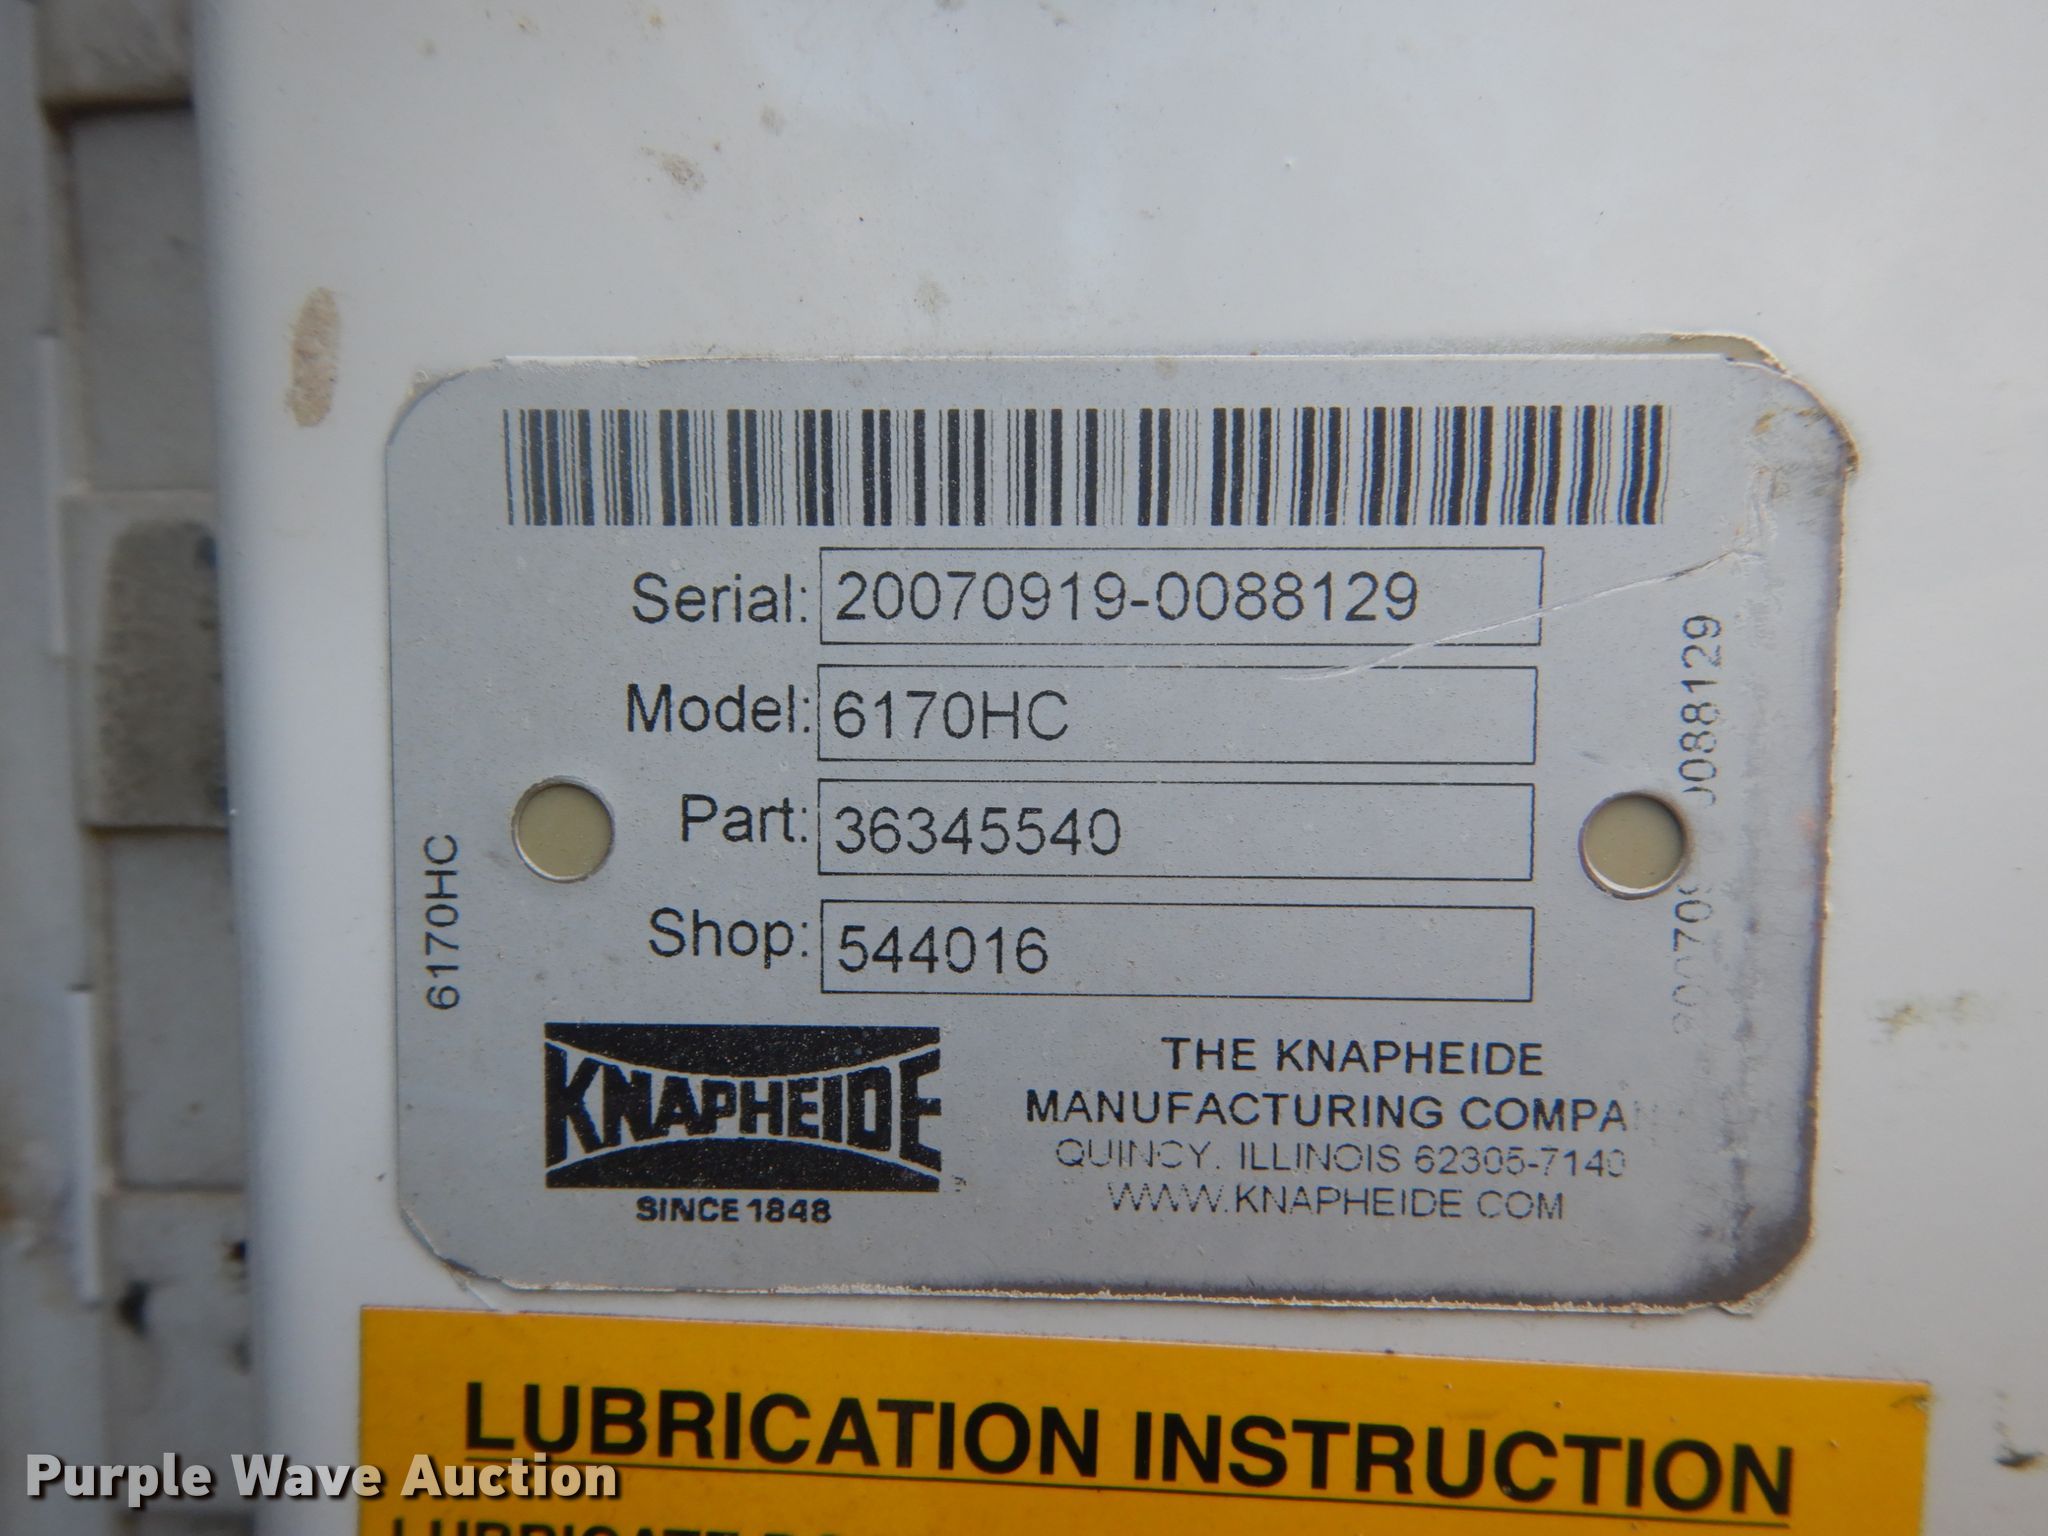 Serial: 20070919-0088129
Model: 6170HC
Part: 36345540
Shop: 544016
6170HC
KNAPHEIDE
SINCE 1848
THE KNAPHEIDE
MANUFACTURING
QUINCY, ILLINOIS 62305-7140
WWW.KNAPHEIDE.COM
LUBRICATION INSTRUCTION
LUBRICATE
Purple Wave Auction